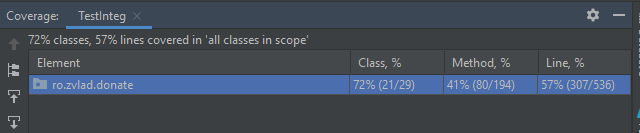 Coverage: TestInteg
72% classes, 57% lines covered in 'all classes in scope'
Element Class, % Method, % Line, %
ro.zvlad.donate 72% (21/29) 41% (80/194) 57% (307/536)